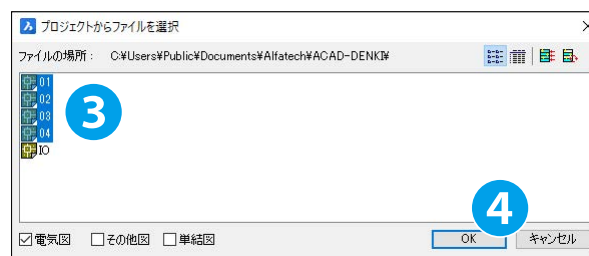 プロジェクトからファイルを選択
ファイルの場所： C:¥Users¥Public¥Documents¥Alfatech¥ACAD-DENKI¥
01
02
03
04
IO
3
4
電気図 その他図 単結図 OK キャンセル